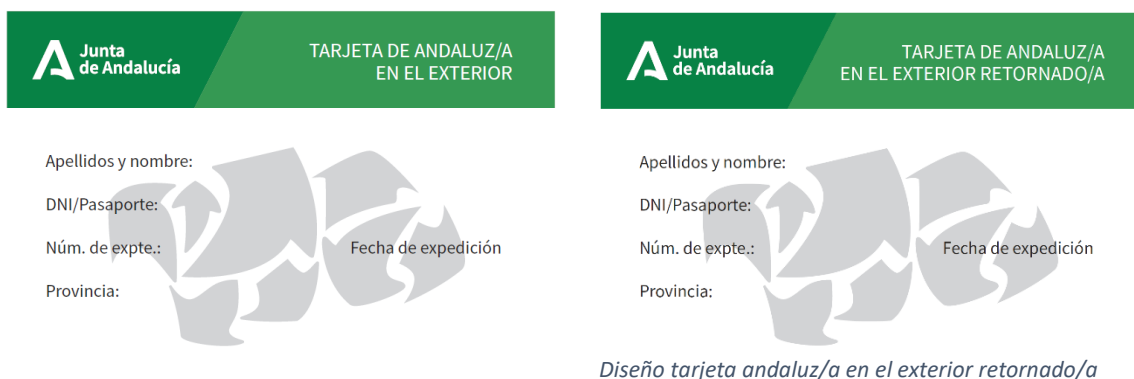 Junta
de Andalucía
TARJETA DE ANDALUZ/A
EN EL EXTERIOR
Apellidos y nombre:
DNI/Pasaporte:
Núm. de expte.:
Fecha de expedición
Provincia:
Junta
de Andalucía
TARJETA DE ANDALUZ/A
EN EL EXTERIOR RETORNADO/A
Apellidos y nombre:
DNI/Pasaporte:
Núm. de expte.:
Fecha de expedición
Provincia:
Diseño tarjeta andaluz/a en el exterior retornado/a